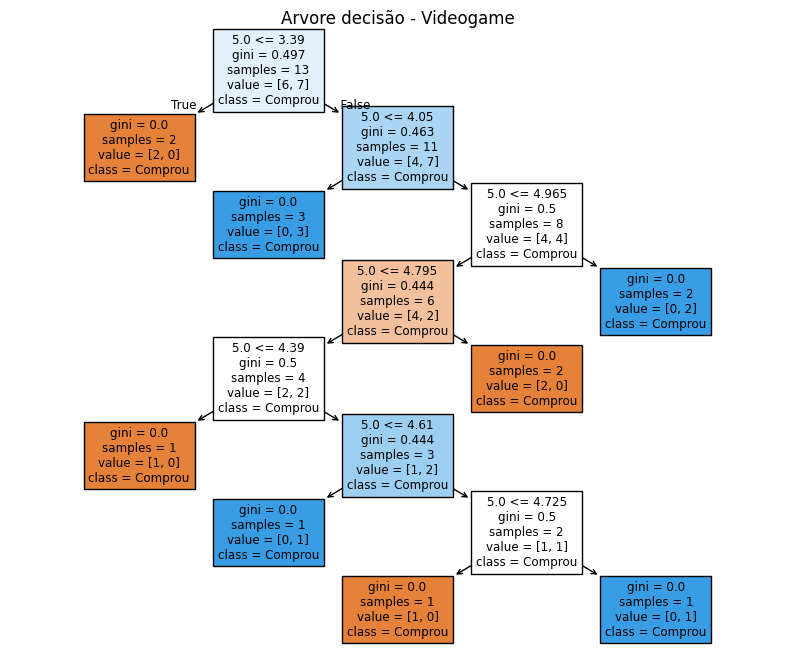 Arvore decisão - Videogame
5.0 <= 3.39
gini = 0.497
samples = 13
value = [6, 7]
class = Comprou
True
False
gini = 0.0
samples = 2
value = [2, 0]
class = Comprou
5.0 <= 4.05
gini = 0.463
samples = 11
value = [4, 7]
class = Comprou
gini = 0.0
samples = 3
value = [0, 3]
class = Comprou
5.0 <= 4.965
gini = 0.5
samples = 8
value = [4, 4]
class = Comprou
5.0 <= 4.795
gini = 0.444
samples = 6
value = [4, 2]
class = Comprou
gini = 0.0
samples = 2
value = [0, 2]
class = Comprou
5.0 <= 4.39
gini = 0.5
samples = 4
value = [2, 2]
class = Comprou
gini = 0.0
samples = 2
value = [2, 0]
class = Comprou
gini = 0.0
samples = 1
value = [1, 0]
class = Comprou
5.0 <= 4.61
gini = 0.444
samples = 3
value = [1, 2]
class = Comprou
gini = 0.0
samples = 1
value = [0, 1]
class = Comprou
5.0 <= 4.725
gini = 0.5
samples = 2
value = [1, 1]
class = Comprou
gini = 0.0
samples = 1
value = [1, 0]
class = Comprou
gini = 0.0
samples = 1
value = [0, 1]
class = Comprou